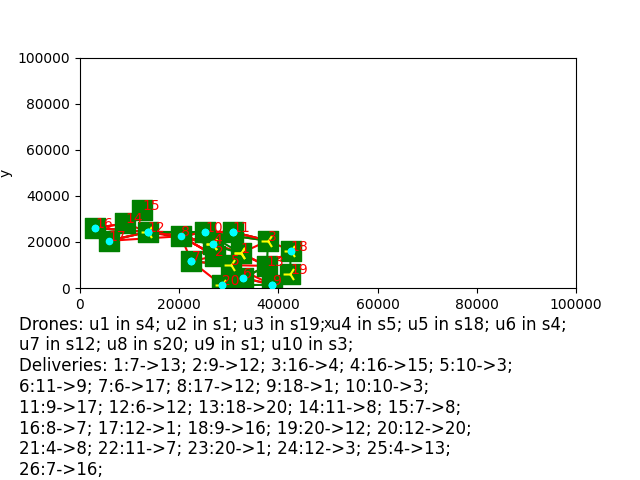 100000
80000
60000
40000
20000
0
y
0 20000 40000 60000 80000 100000
x
Drones: u1 in s4; u2 in s1; u3 in s19; u4 in s5; u5 in s18; u6 in s4;
u7 in s12; u8 in s20; u9 in s1; u10 in s3;
Deliveries: 1:7->13; 2:9->12; 3:16->4; 4:16->15; 5:10->3;
6:11->9; 7:6->17; 8:17->12; 9:18->1; 10:10->3;
11:9->17; 12:6->12; 13:18->20; 14:11->8; 15:7->8;
16:8->7; 17:12->1; 18:9->16; 19:20->12; 20:12->20;
21:4->8; 22:11->7; 23:20->1; 24:12->3; 25:4->13;
26:7->16;